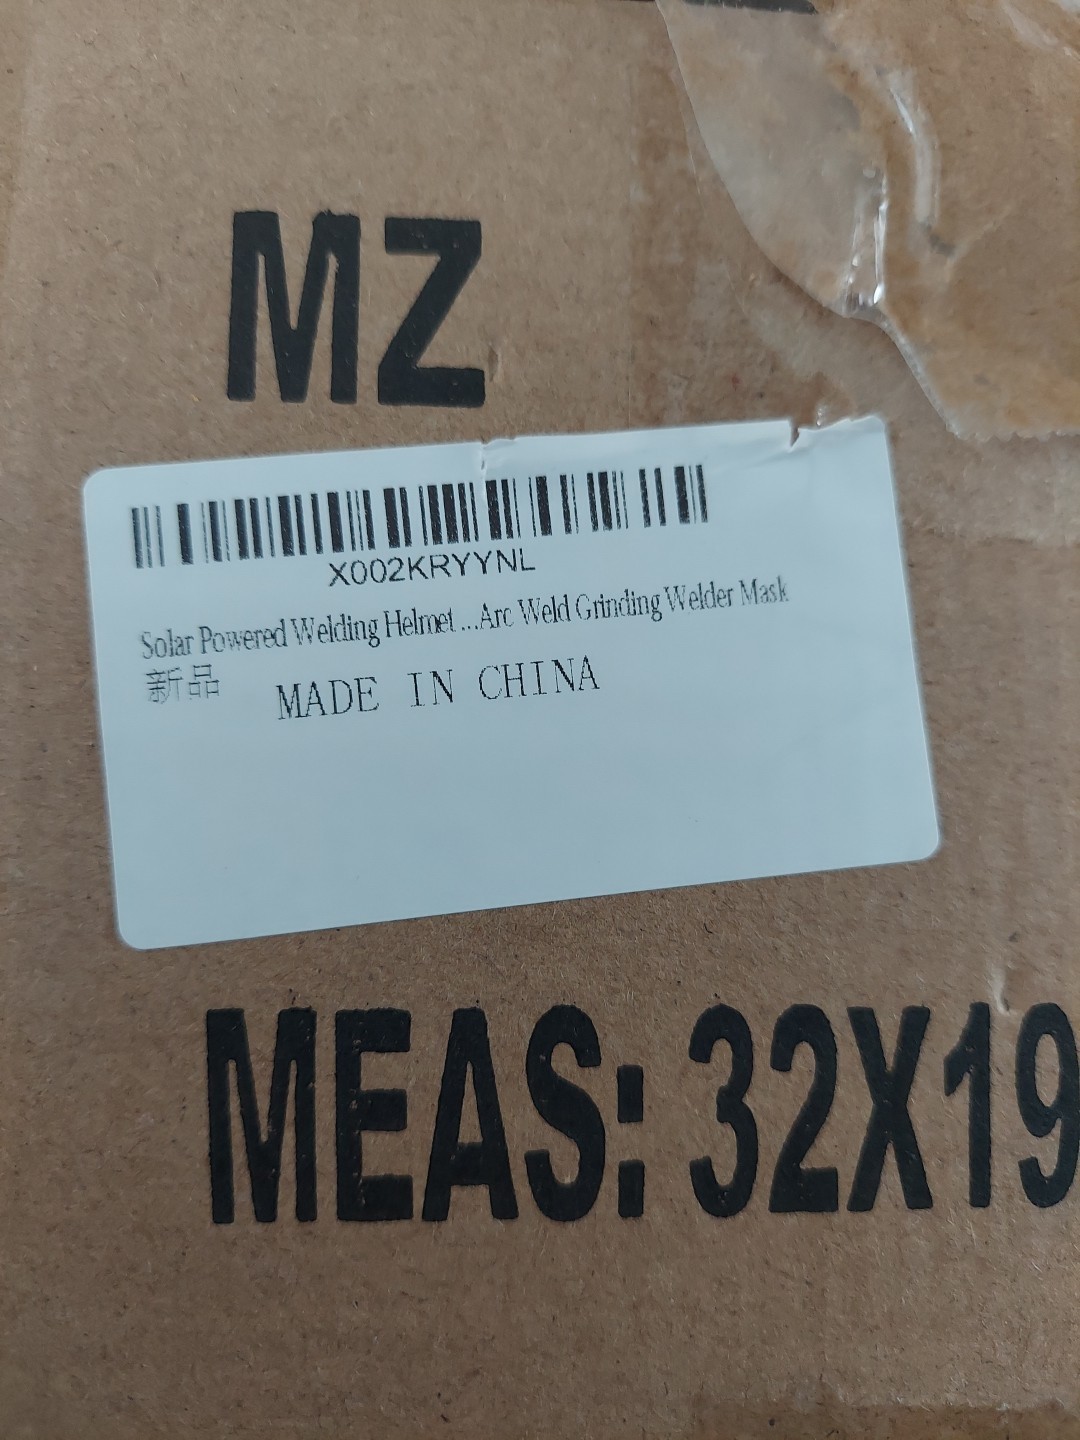 MZ
X002KRYYNL
Solar Powered Welding Helmet ...Arc Weld Grinding Welder Mask
新品 MADE IN CHINA
MEAS: 32X19